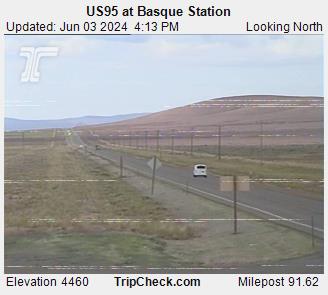 US95 at Basque Station
Updated: Jun 03 2024 4:13 PM
Looking North
Elevation 4460
TripCheck.com
Milepost 91.62